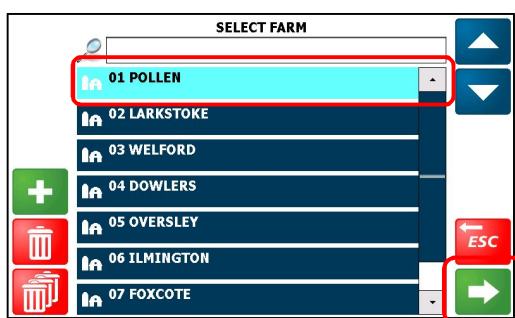 SELECT FARM
01 POLLEN
02 LARKSTOKE
03 WELFORD
04 DOWLERS
05 OVERSLEY
06 ILMINGTON
07 FOXCOTE
ESC